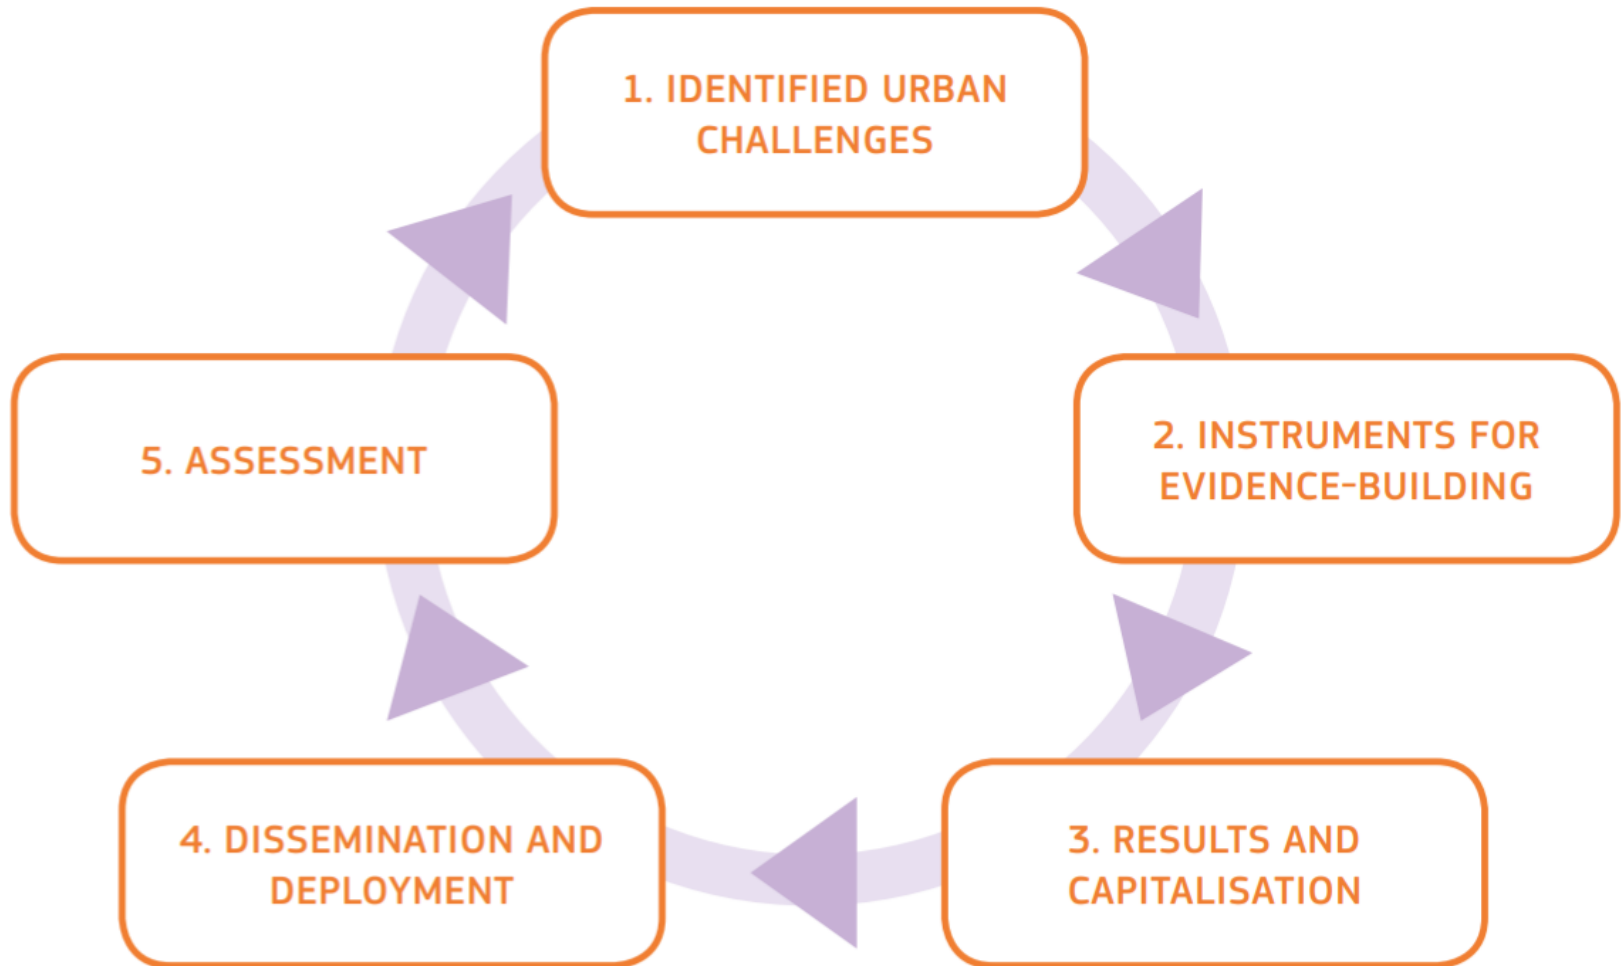 1. IDENTIFIED URBAN
CHALLENGES
2. INSTRUMENTS FOR
EVIDENCE-BUILDING
3. RESULTS AND
CAPITALISATION
4. DISSEMINATION AND
DEPLOYMENT
5. ASSESSMENT